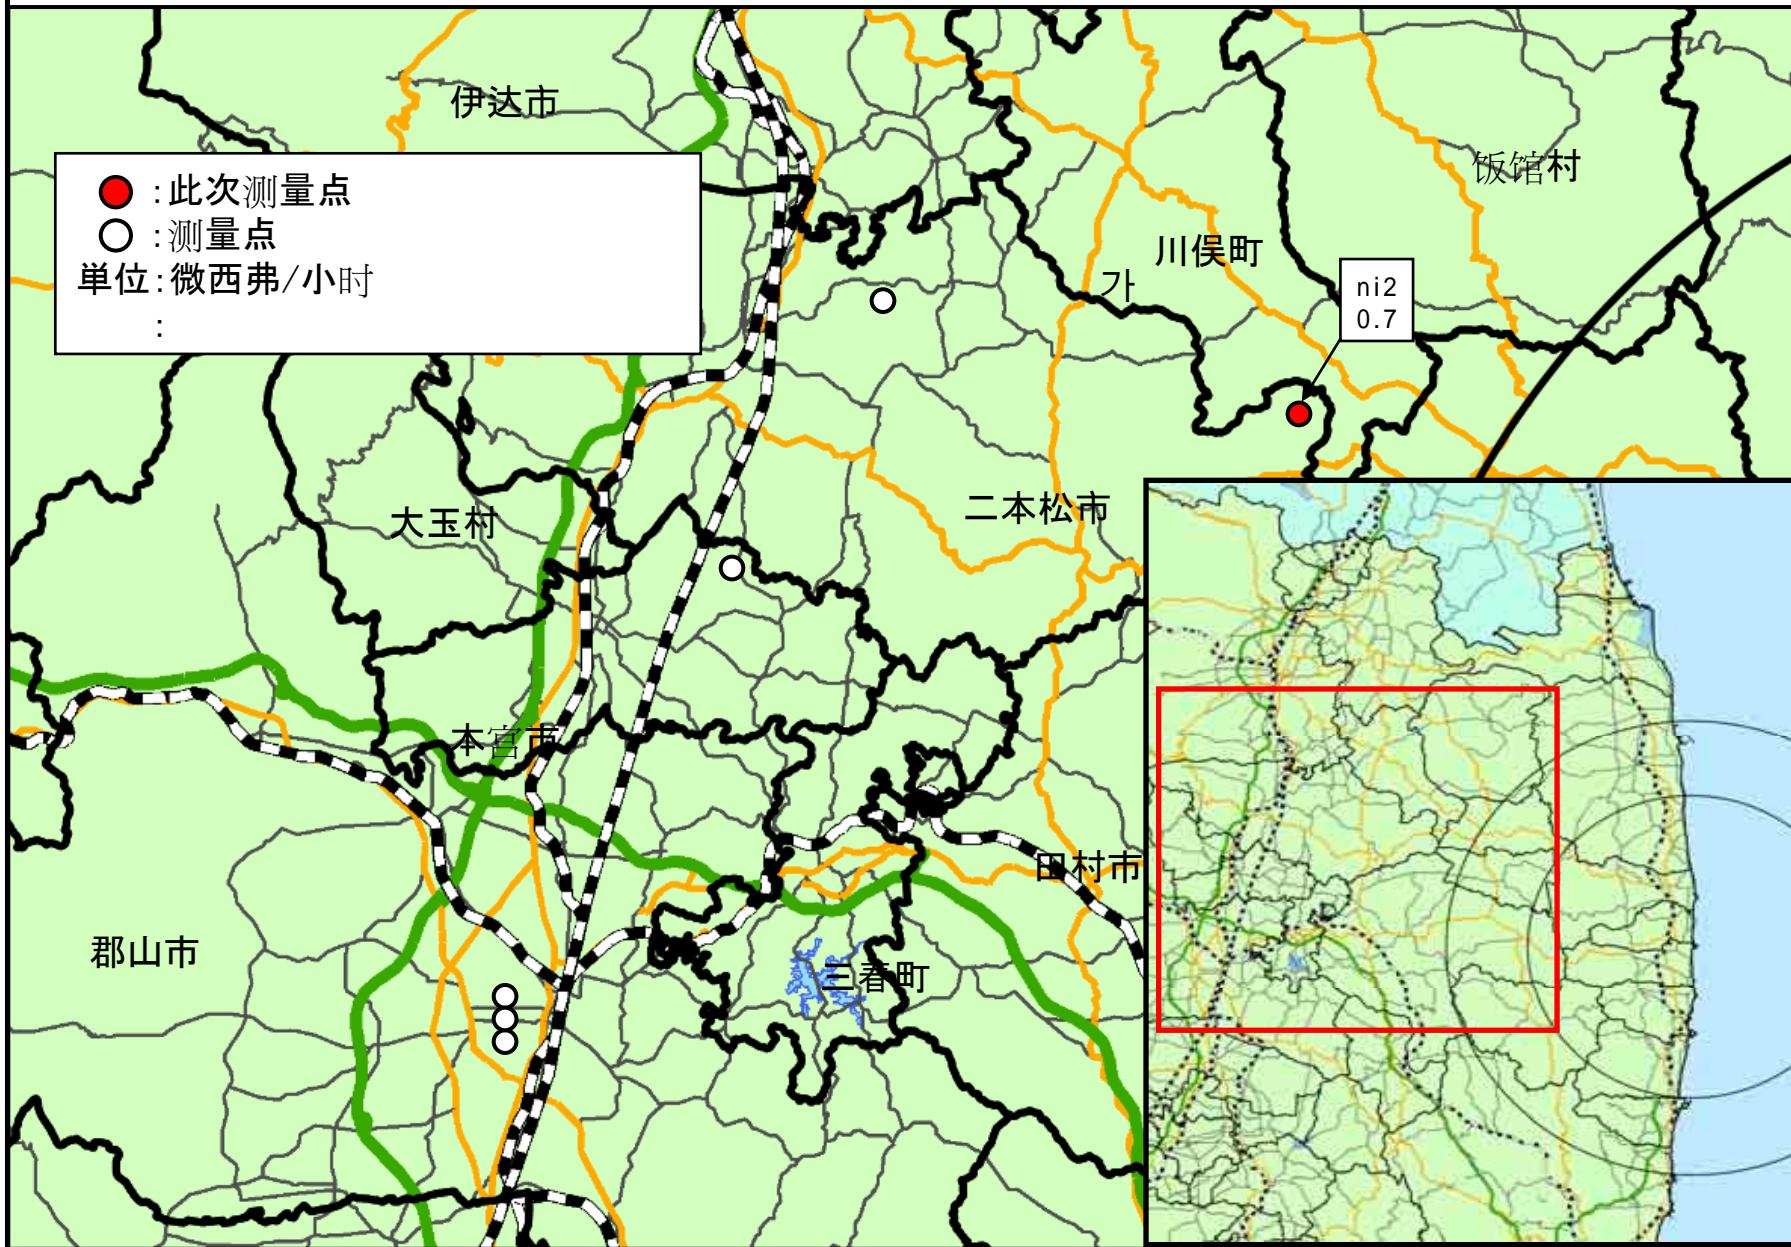 伊达市
饭馆村
:此次测量点
:测量点
単位:微西弗/小时
:
川俣町
가
ni2
0.7
大玉村
二本松市
本宫市
田村市
郡山市
三春町